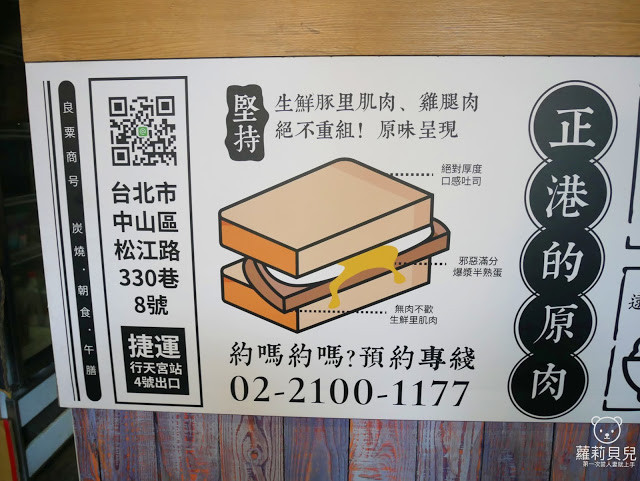 良粟商号 炭燒・朝食・午膳
台北市
中山區
松江路
330巷
8號
捷運
行天宮站
4號出口
堅持
生鮮豚里肌肉、雞腿肉
絕不重組！原味呈現
絕對厚度
口感吐司
邪惡滿分
爆漿半熟蛋
無肉不歡
生鮮里肌肉
約嗎約嗎?預約專綫
02-2100-1177
正港的原肉
蘿莉貝兒